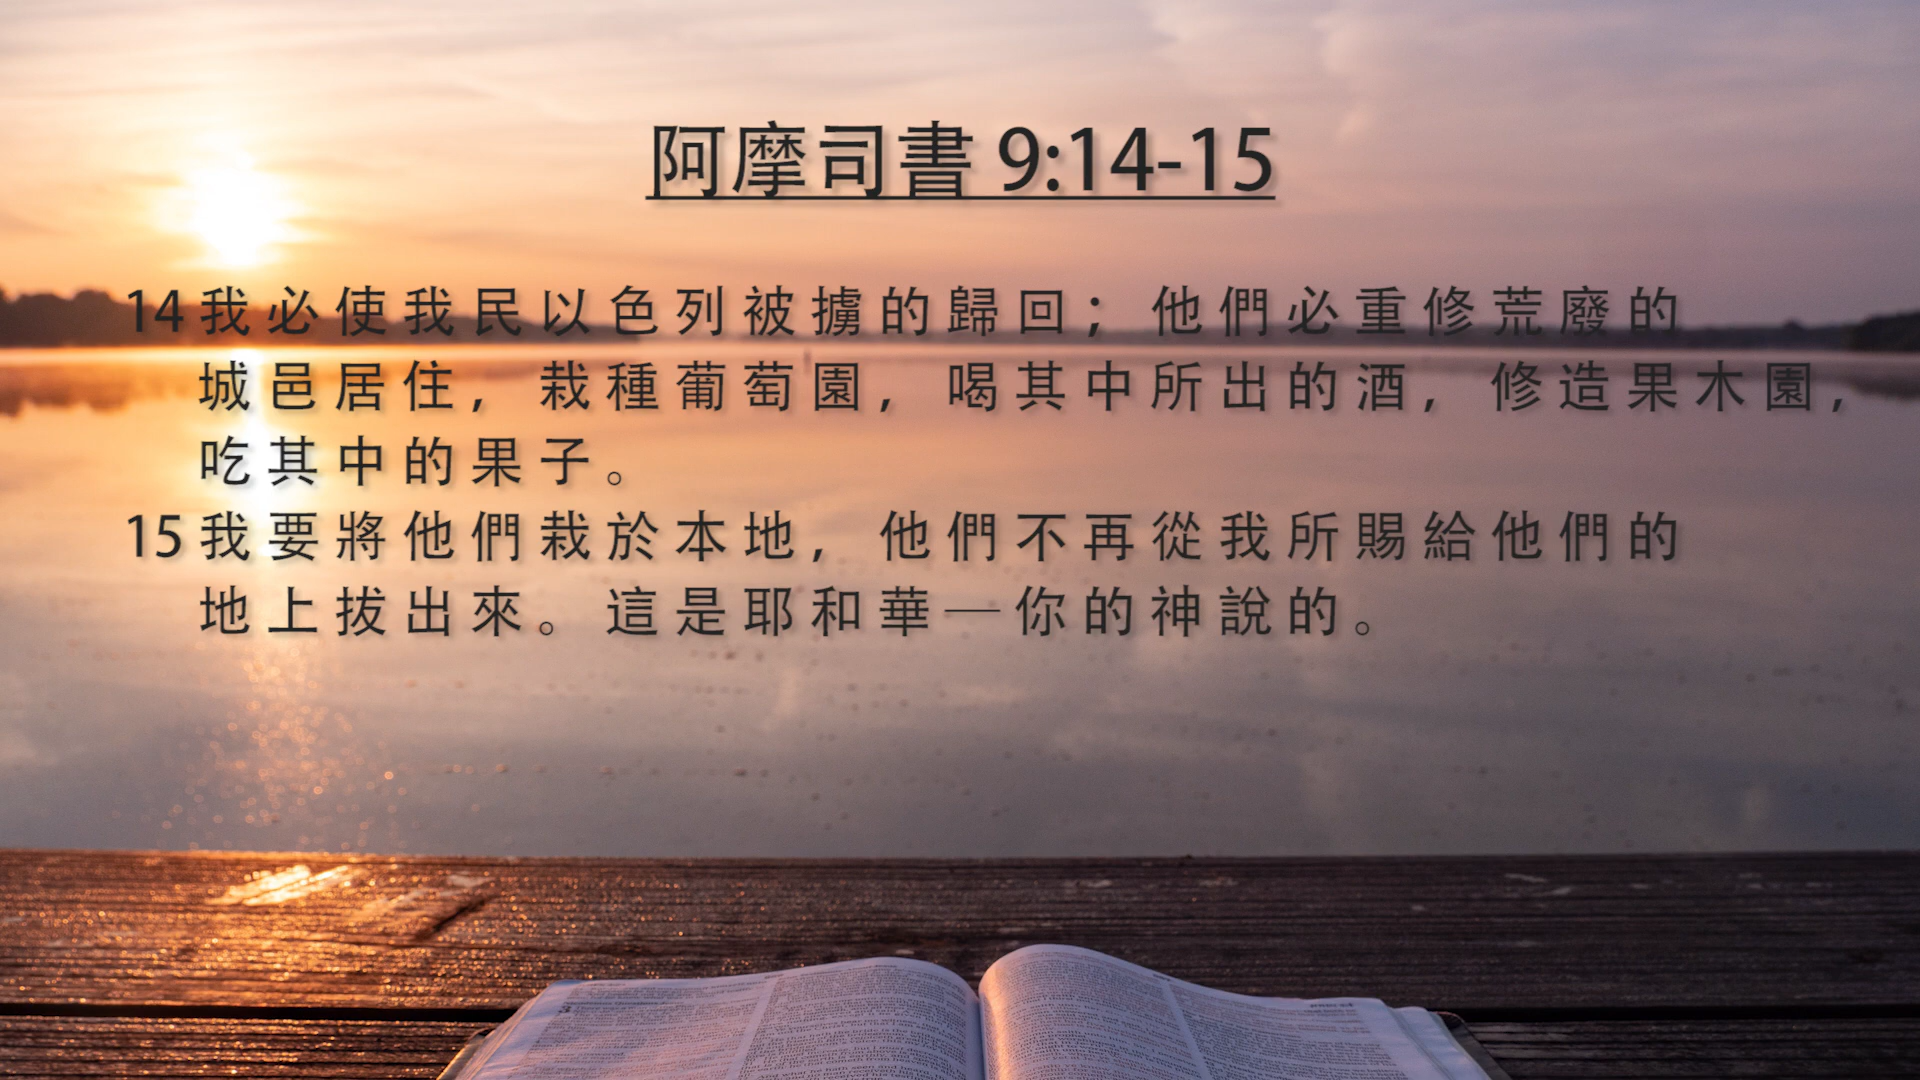 阿摩司書 9:14-15
14我必使我民以色列被擄的歸回；他們必重修荒廢的
城邑居住，栽種葡萄園，喝其中所出的酒，修造果木園，
吃其中的果子。
15我要將他們栽於本地，他們不再從我所賜給他們的
地上拔出來。這是耶和華─你的神說的。